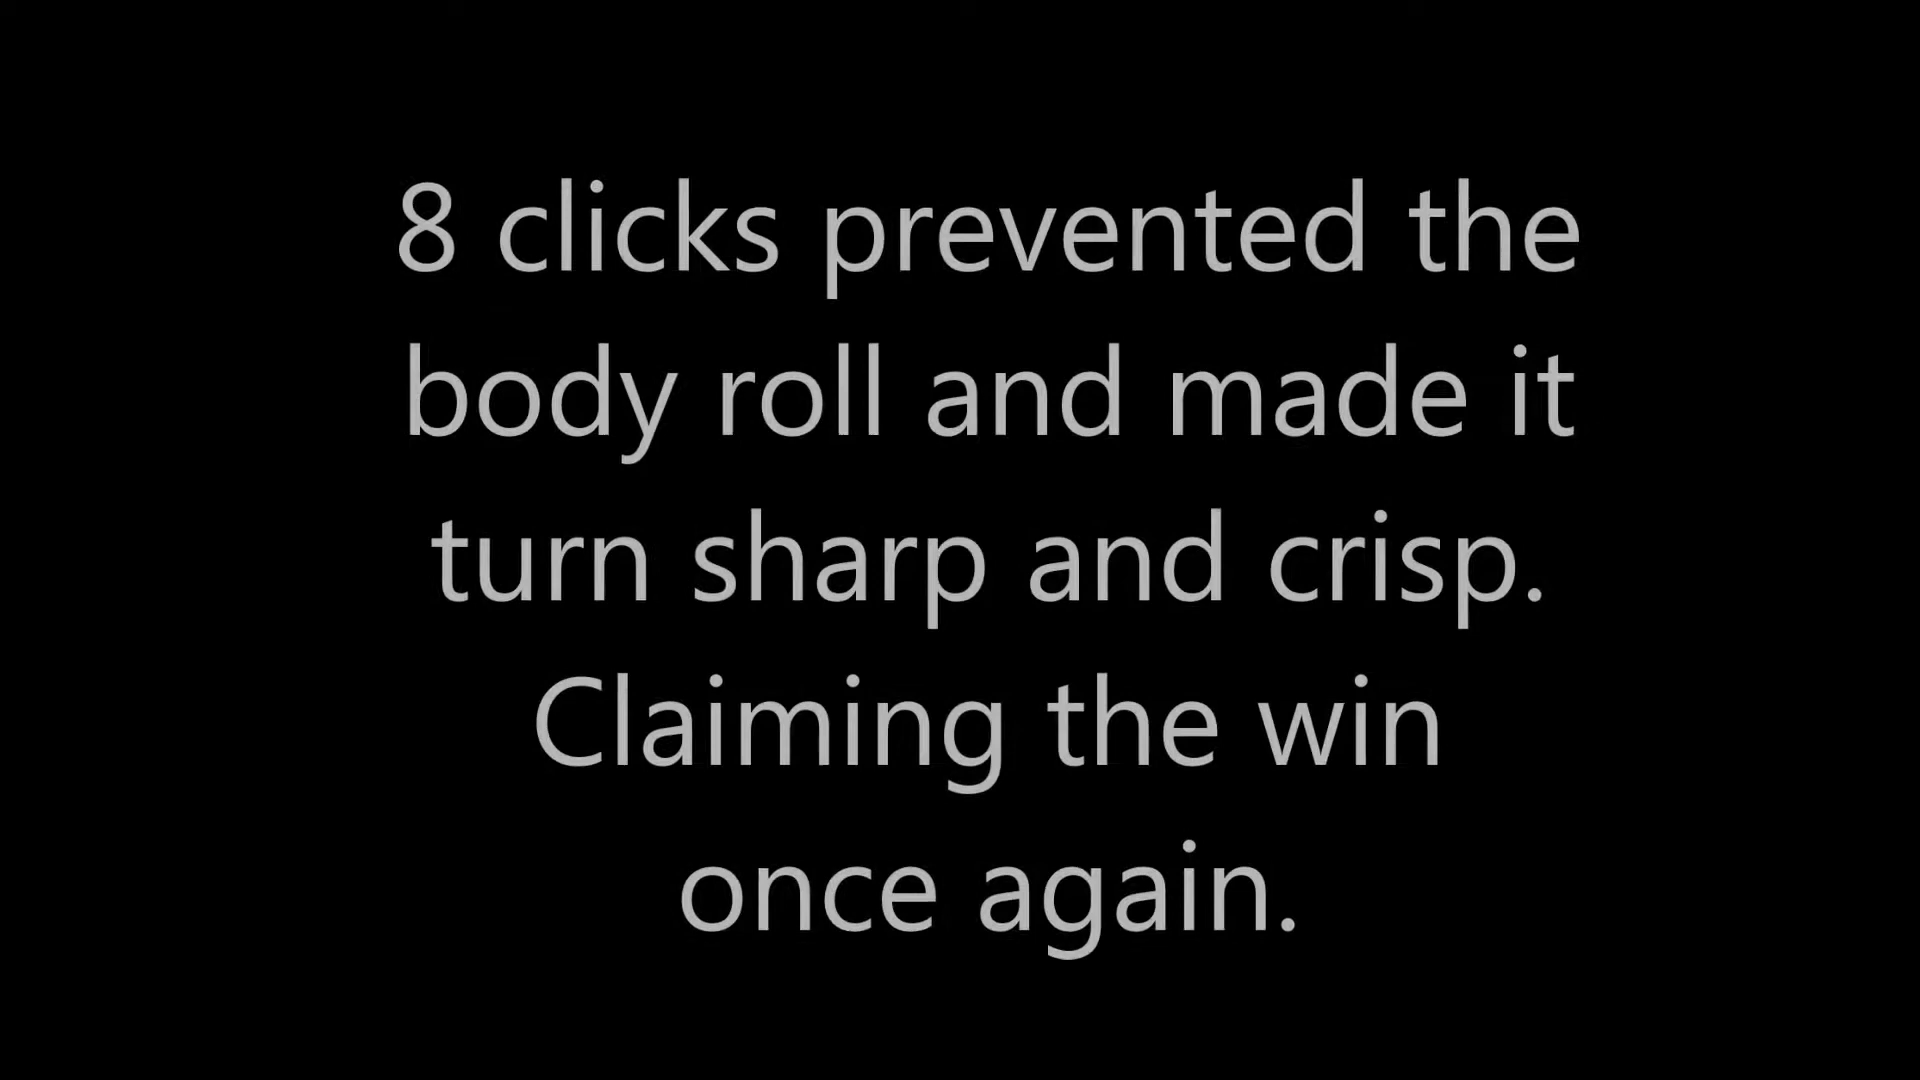 8 clicks prevented the
body roll and made it
turn sharp and crisp.
Claiming the win
once again.